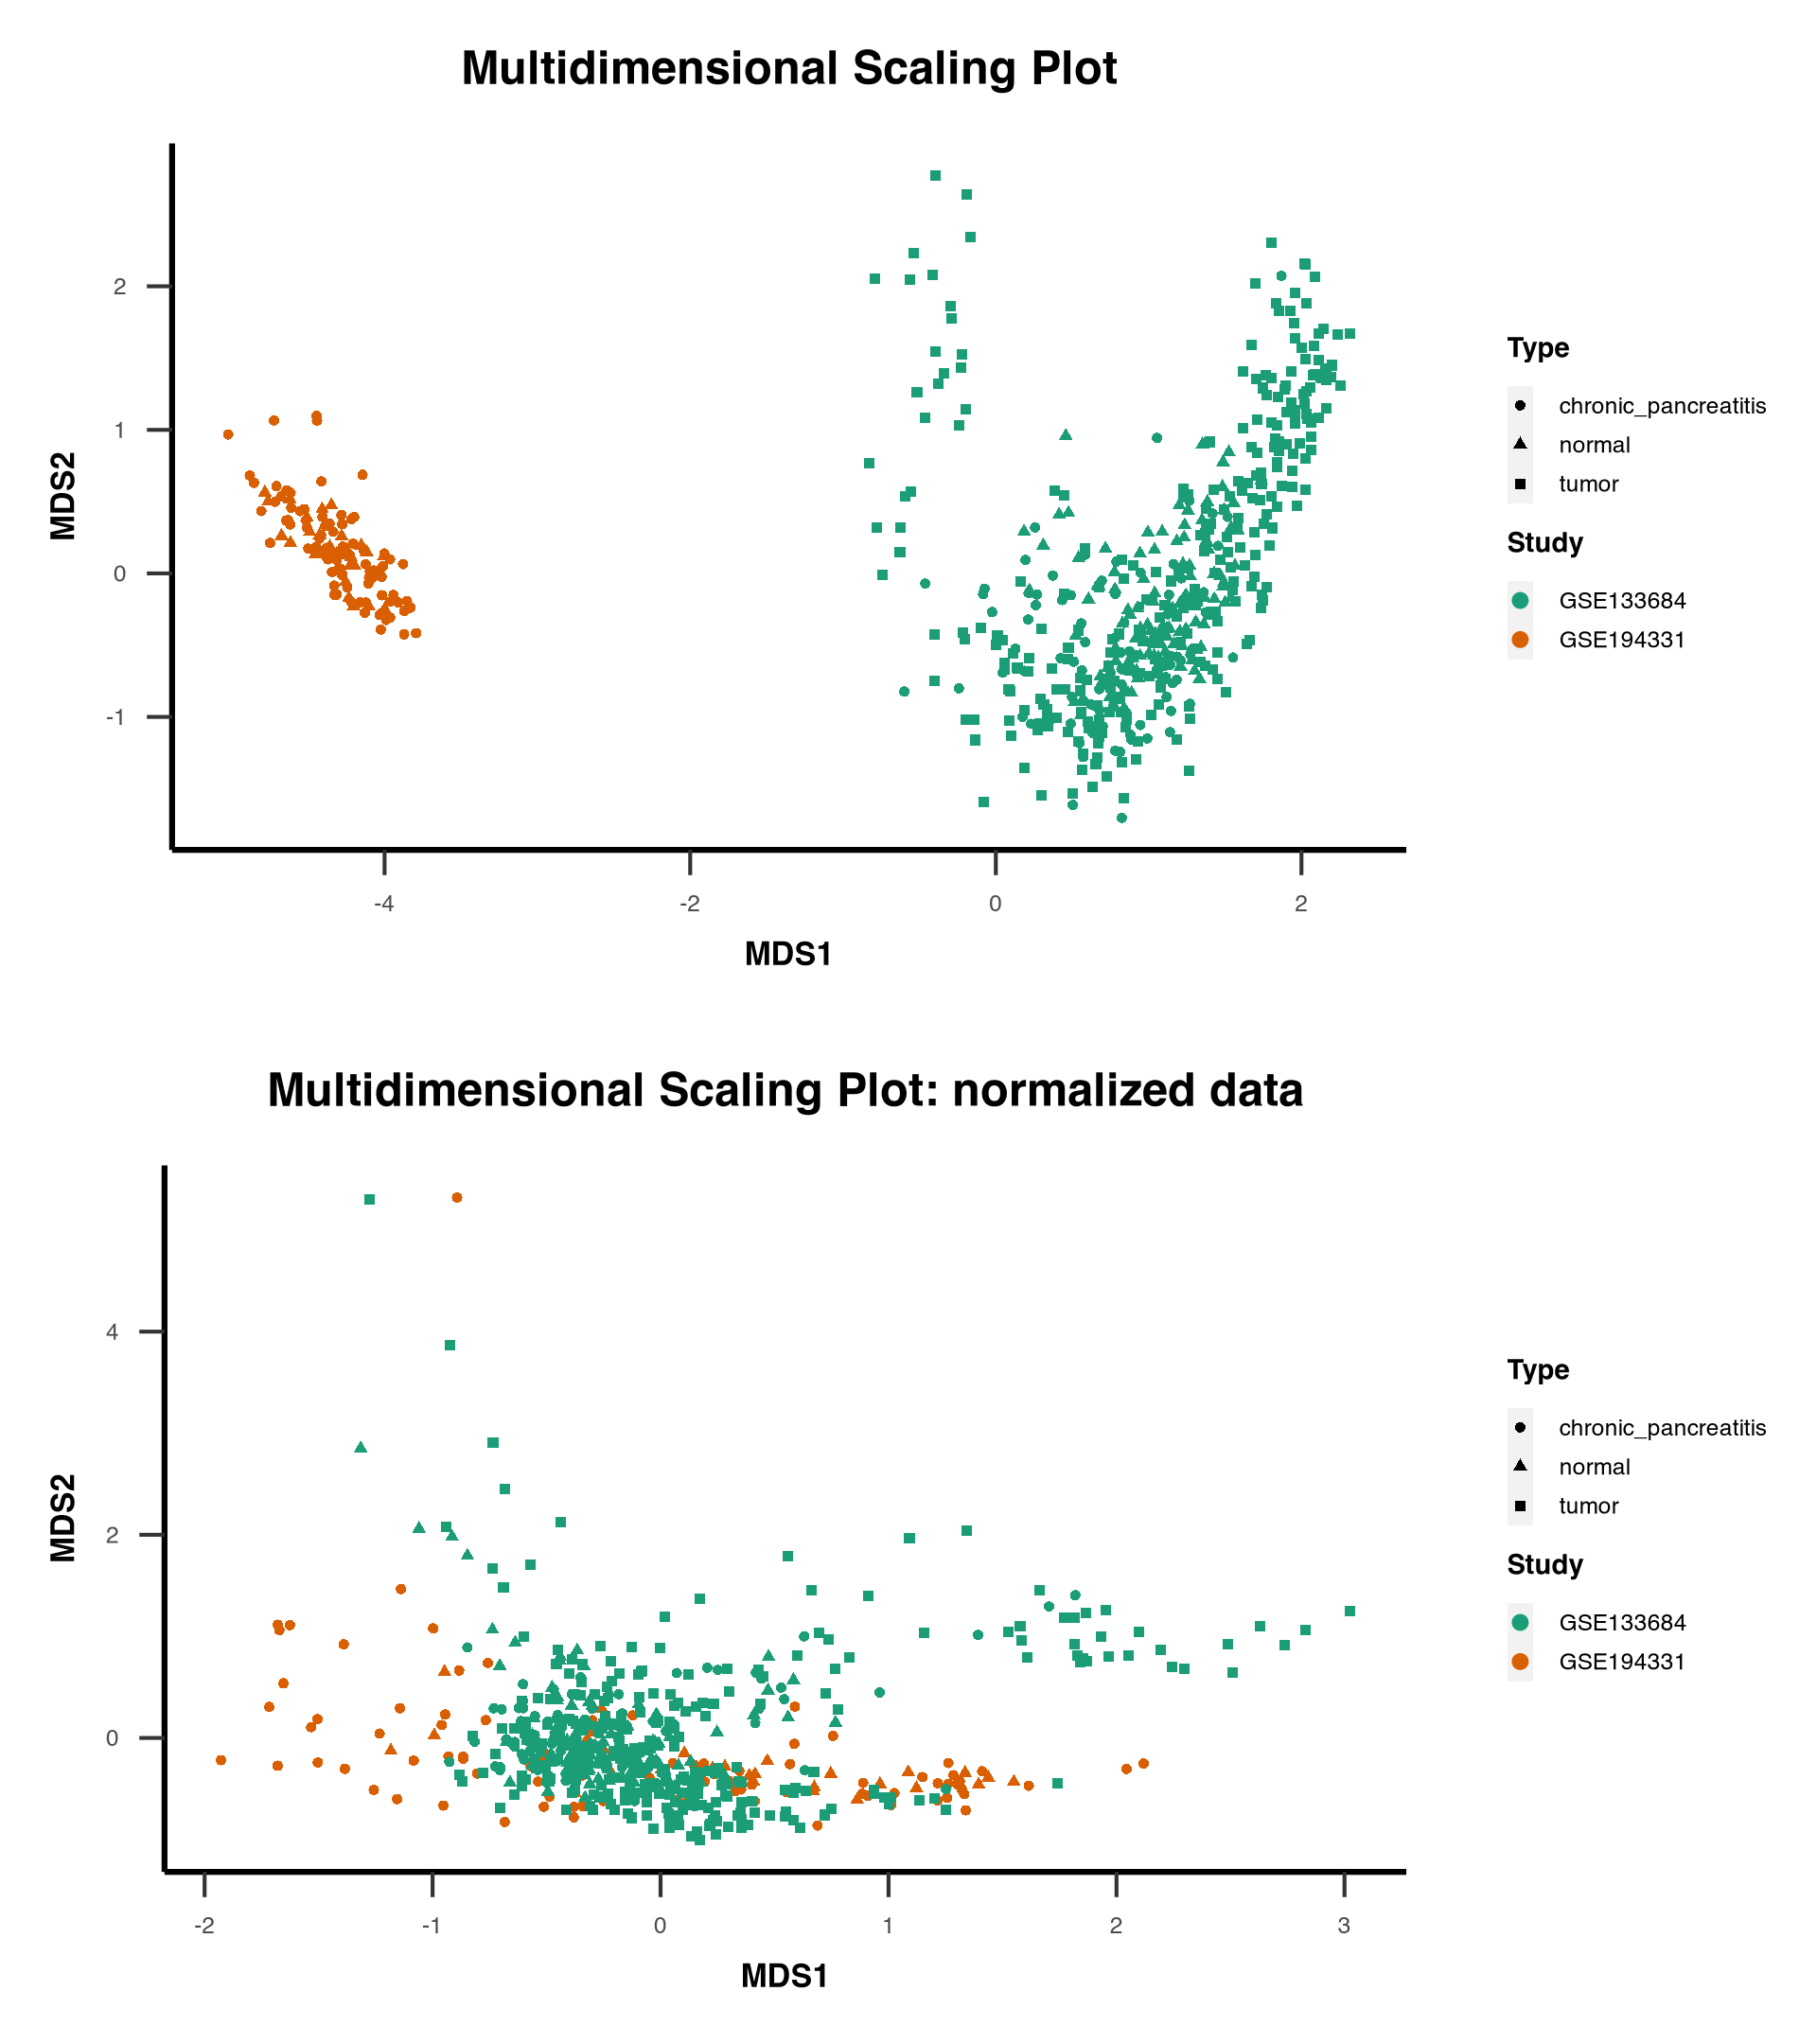 Multidimensional Scaling Plot
MDS2
2
1
0
-1
-4
-2
0
2
MDS1
Type
chronic_pancreatitis
normal
tumor
Study
GSE133684
GSE194331
Multidimensional Scaling Plot: normalized data
MDS2
4
2
0
-2
-1
0
1
2
3
MDS1
Type
chronic_pancreatitis
normal
tumor
Study
GSE133684
GSE194331